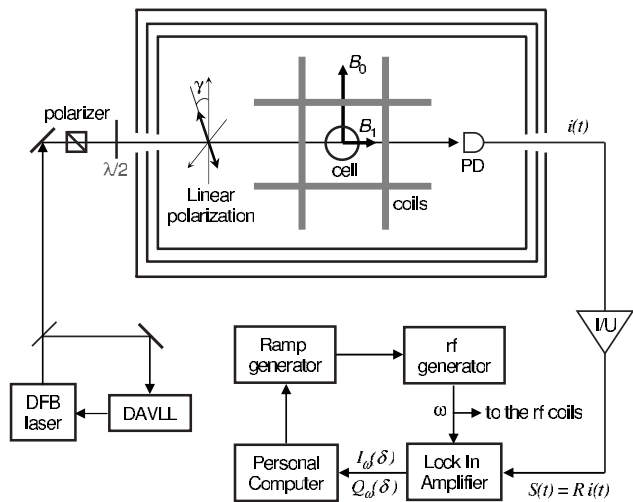 B0
γ
polarizer
i(t)
B1
PD
λ/2
cell
Linear
polarization
coils
I/U
Ramp
generator
rf
generator
DFB
laser
DAVLL
ω
to the rf coils
Personal
Computer
Iω(δ)
Qω(δ)
Lock In
Amplifier
S(t) = R i(t)